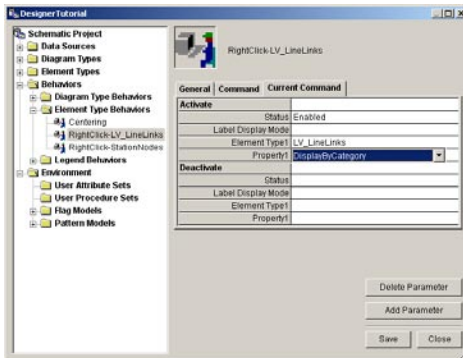 DesignerTutorial
Schematic Project
Data Sources
Diagram Types
Element Types
Behaviors
Diagram Type Behaviors
Element Type Behaviors
Centering
RightClick-LV_LineLinks
RightClick-StationNodes
Legend Behaviors
Environment
User Attribute Sets
User Procedure Sets
Flag Models
Pattern Models
RightClick-LV_LineLinks
General Command Current Command
Activate
Status Enabled
Label Display Mode
Element Type1 LV_LineLinks
Property1 DisplayByCategory
Deactivate
Status
Label Display Mode
Element Type1
Property1
Delete Parameter
Add Parameter
Save Close